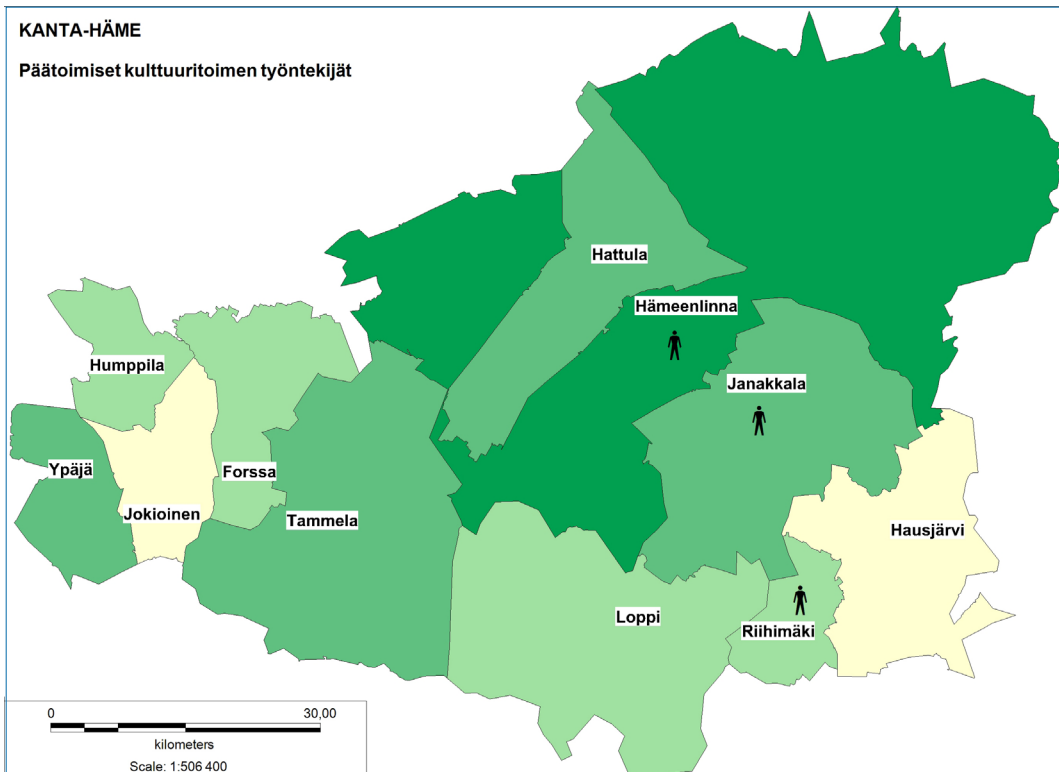 KANTA-HÄME
Päätoimiset kulttuuritoimen työntekijät
Hattula
Hämeenlinna
Humppila
Janakkala
Ypäjä
Forssa
Jokioinen
Tammela
Hausjärvi
Loppi
Riihimäki
0 30,00
kilometers
Scale: 1:506 400